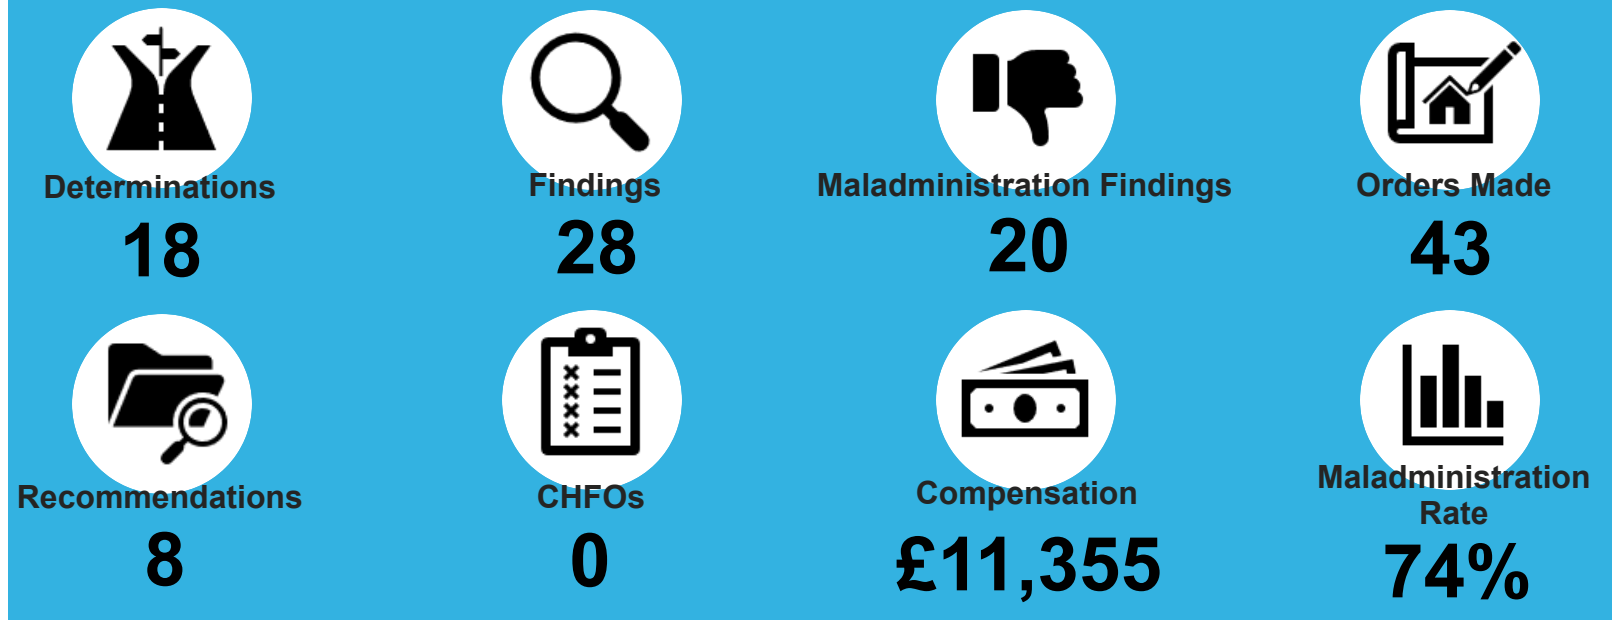 Determinations
18
Findings
28
Maladministration Findings
20
Orders Made
43
Recommendations
8
CHFOs
0
Compensation
£11,355
Maladministration
Rate
74%